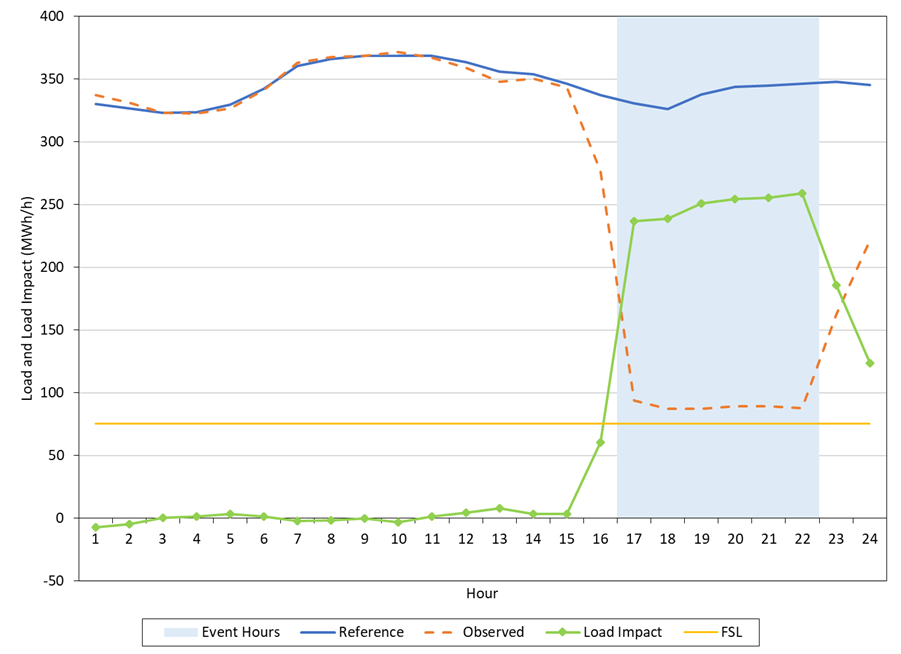 400
350
300
250
200
150
100
50
0
-50
Load and Load Impact (MWh/h)
1 2 3 4 5 6 7 8 9 10 11 12 13 14 15 16 17 18 19 20 21 22 23 24
Hour
Event Hours Reference Observed Load Impact FSL